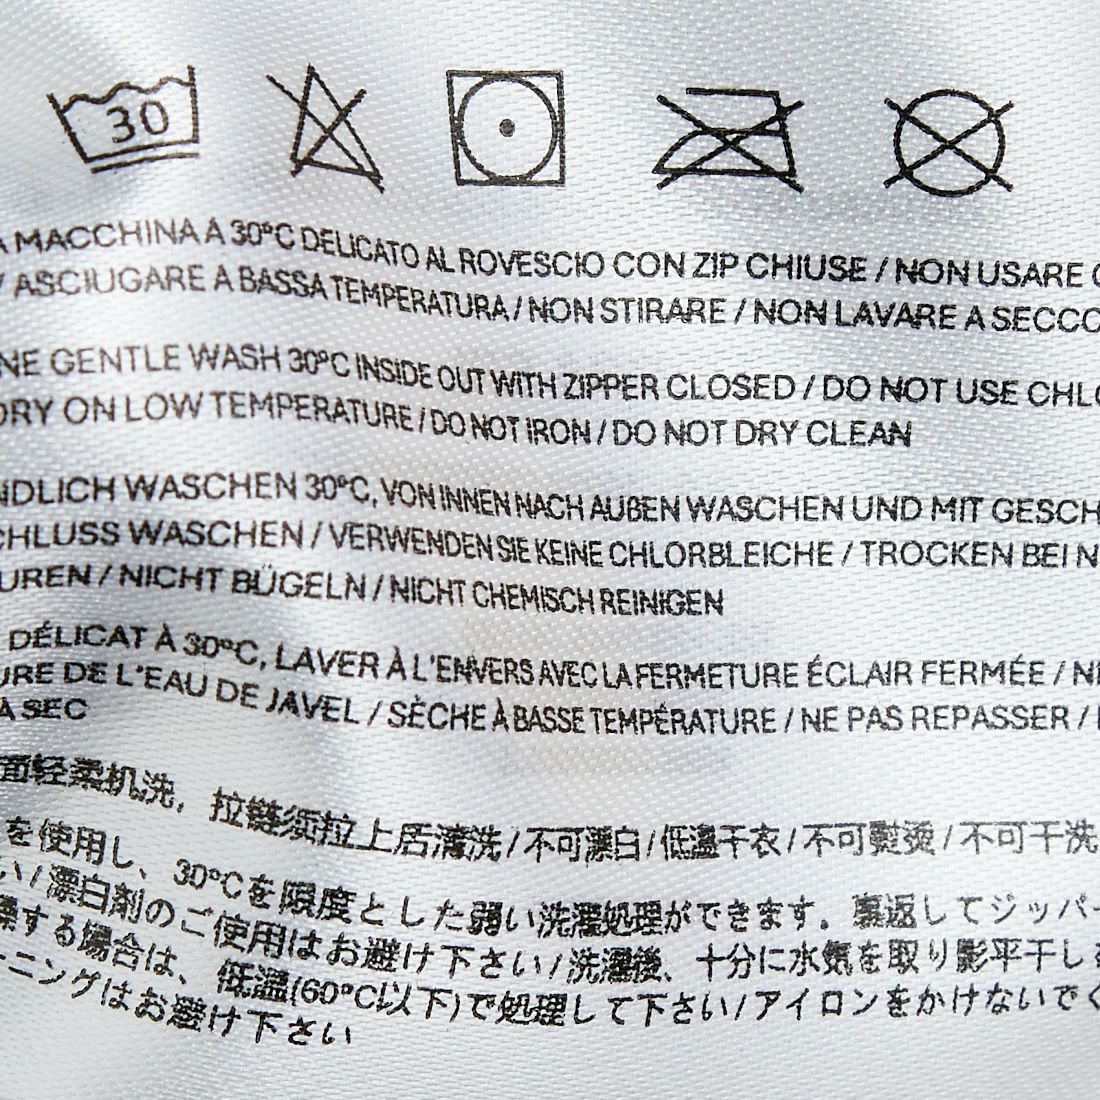 30
A MACCHINA A 30°C DELICATO AL ROVESCIO CON ZIP CHIUSE / NON USARE
/ ASCIUGARE A BASSA TEMPERATURA / NON STIRARE / NON LAVARE A SECCO
NE GENTLE WASH 30°C INSIDE OUT WITH ZIPPER CLOSED / DO NOT USE CHLO
DRY ON LOW TEMPERATURE / DO NOT IRON / DO NOT DRY CLEAN
NDLICH WASCHEN 30°C, VON INNEN NACH AUßEN WASCHEN UND MIT GESCH
CHLUSS WASCHEN / VERWENDEN SIE KEINE CHLORBLEICHE / TROCKEN BEI N
UREN / NICHT BÜGELN / NICHT CHEMISCH REINIGEN
DÉLICAT À 30°C, LAVER À L'ENVERS AVEC LA FERMETURE ÉCLAIR FERMÉE / N
URE DE L'EAU DE JAVEL / SÈCHE À BASSE TEMPÉRATURE / NE PAS REPASSER /
A SEC
面轻柔机洗，拉链须拉上后清洗/不可漂白/低温干衣/不可熨烫/不可干洗
を使用し、30°Cを限度とした弱い洗濯処理ができます。裏返してジッパー
い/漂白剤のご使用はお避け下さい/洗濯後、十分に水気を取り影平干し
燥する場合は、低温(60°C以下)で処理して下さい/アイロンをかけないでく
ーニングはお避け下さい